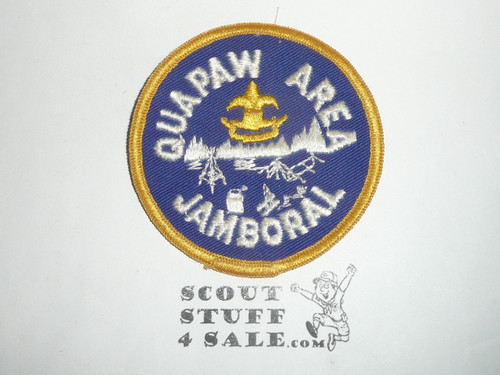 QUAPAW AREA
JAMBORAL
SCOUT
STUFF
4 SALE.COM